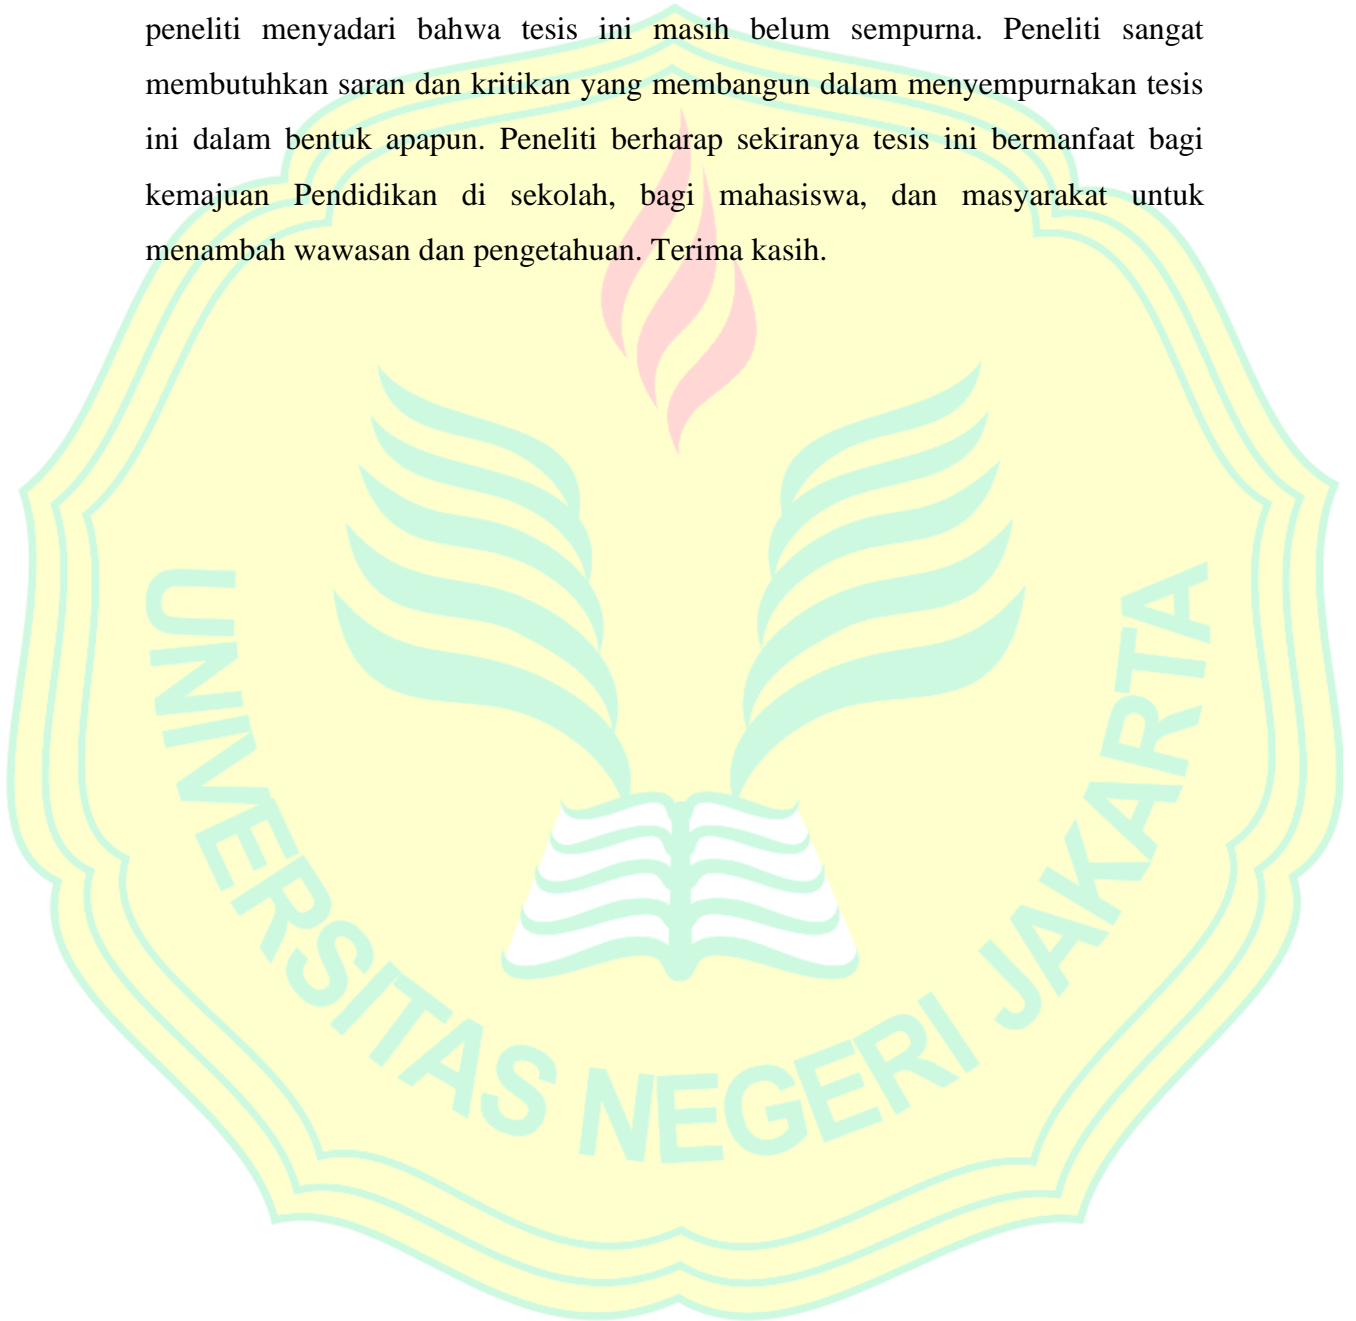 peneliti menyadari bahwa tesis ini masih belum sempurna. Peneliti sangat
membutuhkan saran dan kritikan yang membangun dalam menyempurnakan tesis
ini dalam bentuk apapun. Peneliti berharap sekiranya tesis ini bermanfaat bagi
kemajuan Pendidikan di sekolah, bagi mahasiswa, dan masyarakat untuk
menambah wawasan dan pengetahuan. Terima kasih.
UNIVERSITAS NEGERI JAKARTA